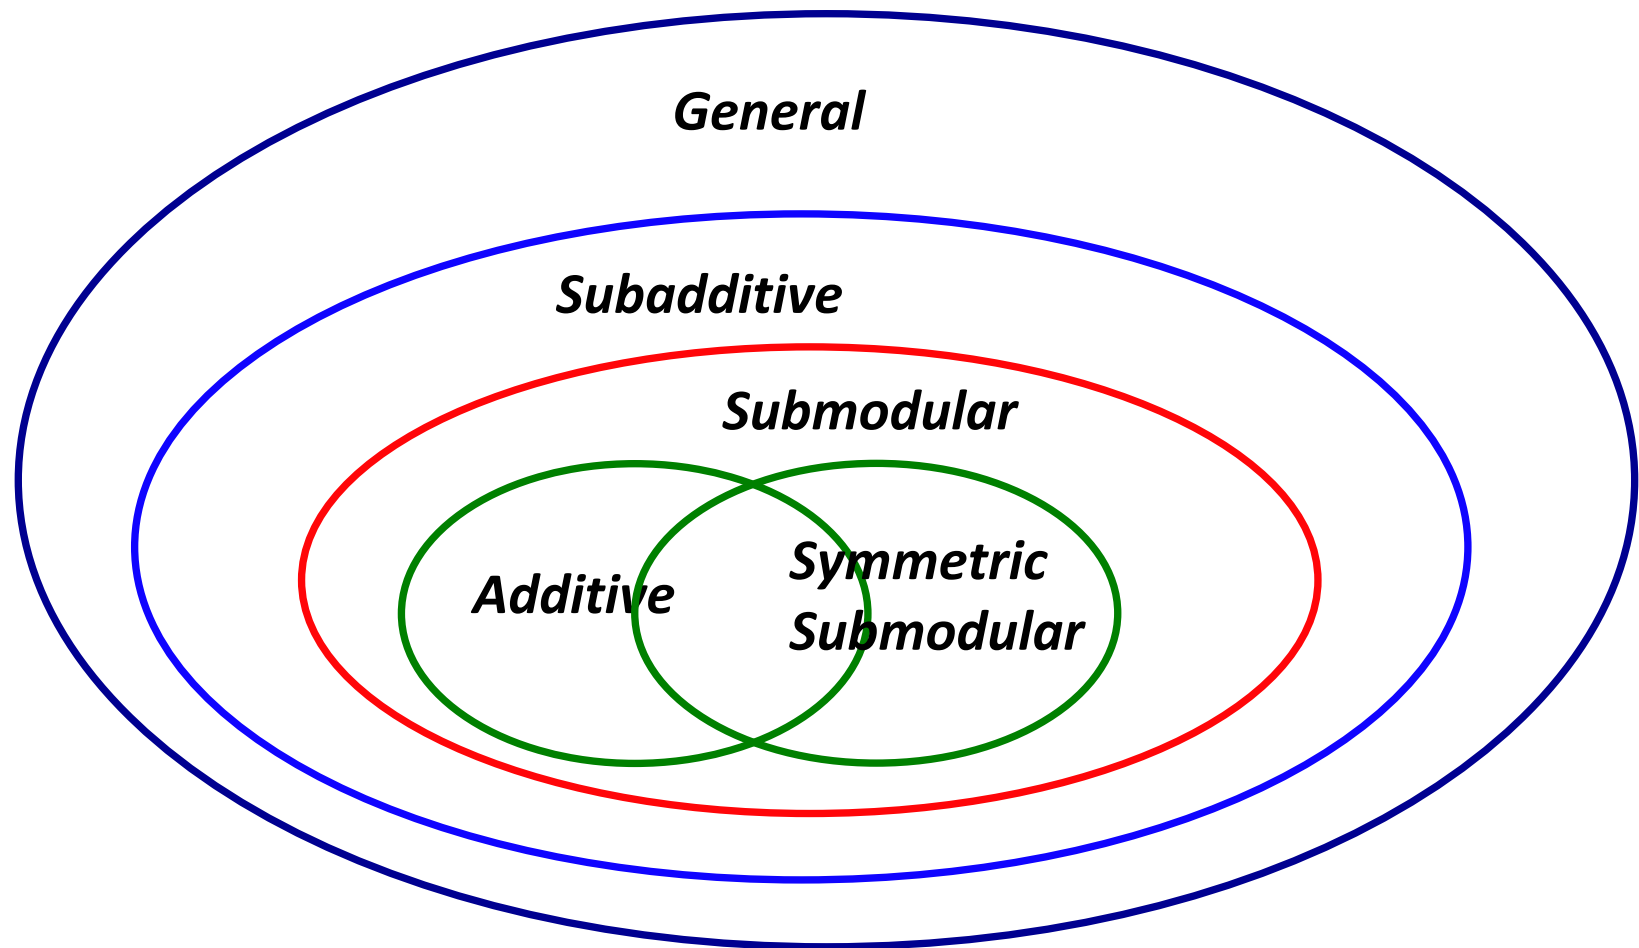 General
Subadditive
Submodular
Additive
Symmetric
Submodular